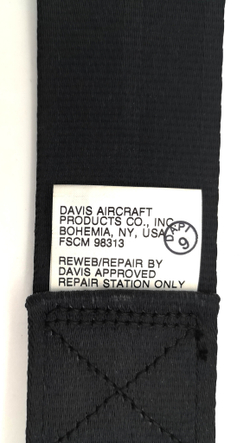 DAVIS AIRCRAFT
PRODUCTS CO., INC
BOHEMIA, NY, USA
FSCM 98313
9
REWEB/REPAIR BY
DAVIS APPROVED
REPAIR STATION ONLY